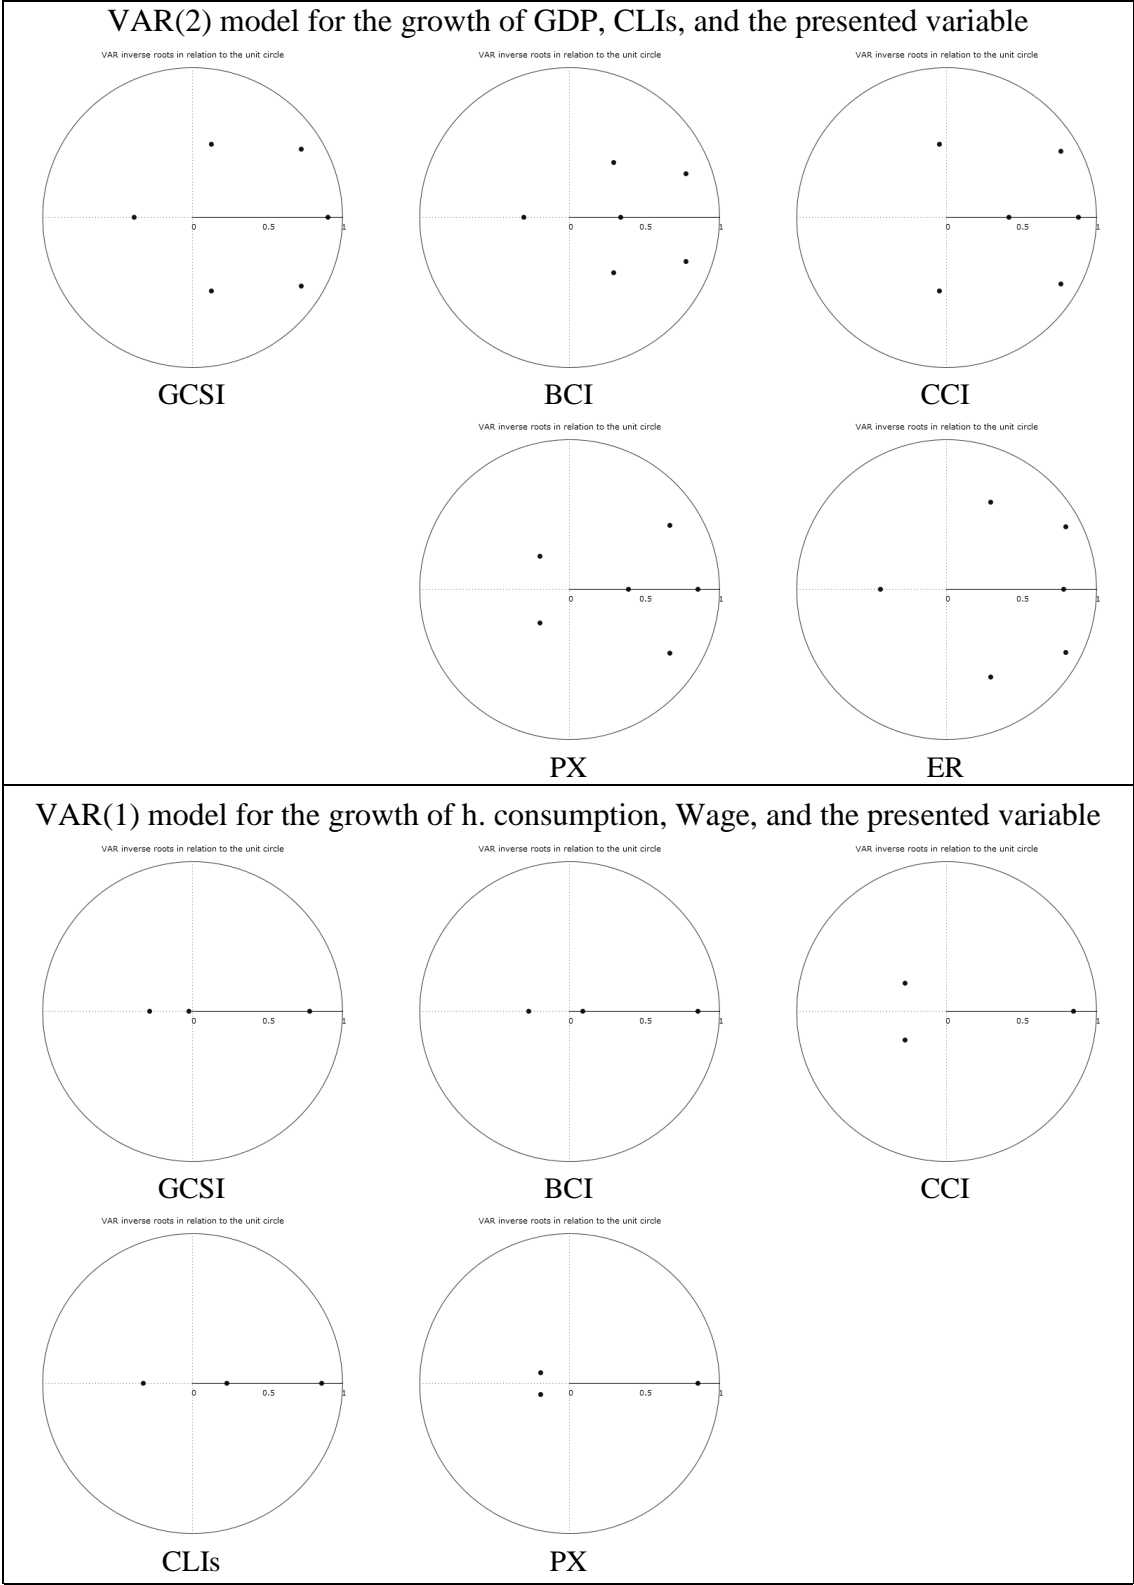 VAR(2) model for the growth of GDP, CLIs, and the presented variable
VAR inverse roots in relation to the unit circle
0 0.5 1
GCSI
VAR inverse roots in relation to the unit circle
0 0.5 1
BCI
VAR inverse roots in relation to the unit circle
0 0.5 1
CCI
VAR inverse roots in relation to the unit circle
0 0.5 1
PX
VAR inverse roots in relation to the unit circle
0 0.5 1
ER
VAR(1) model for the growth of h. consumption, Wage, and the presented variable
VAR inverse roots in relation to the unit circle
0 0.5 1
GCSI
VAR inverse roots in relation to the unit circle
0 0.5 1
BCI
VAR inverse roots in relation to the unit circle
0 0.5 1
CCI
VAR inverse roots in relation to the unit circle
0 0.5 1
CLIs
VAR inverse roots in relation to the unit circle
0 0.5 1
PX